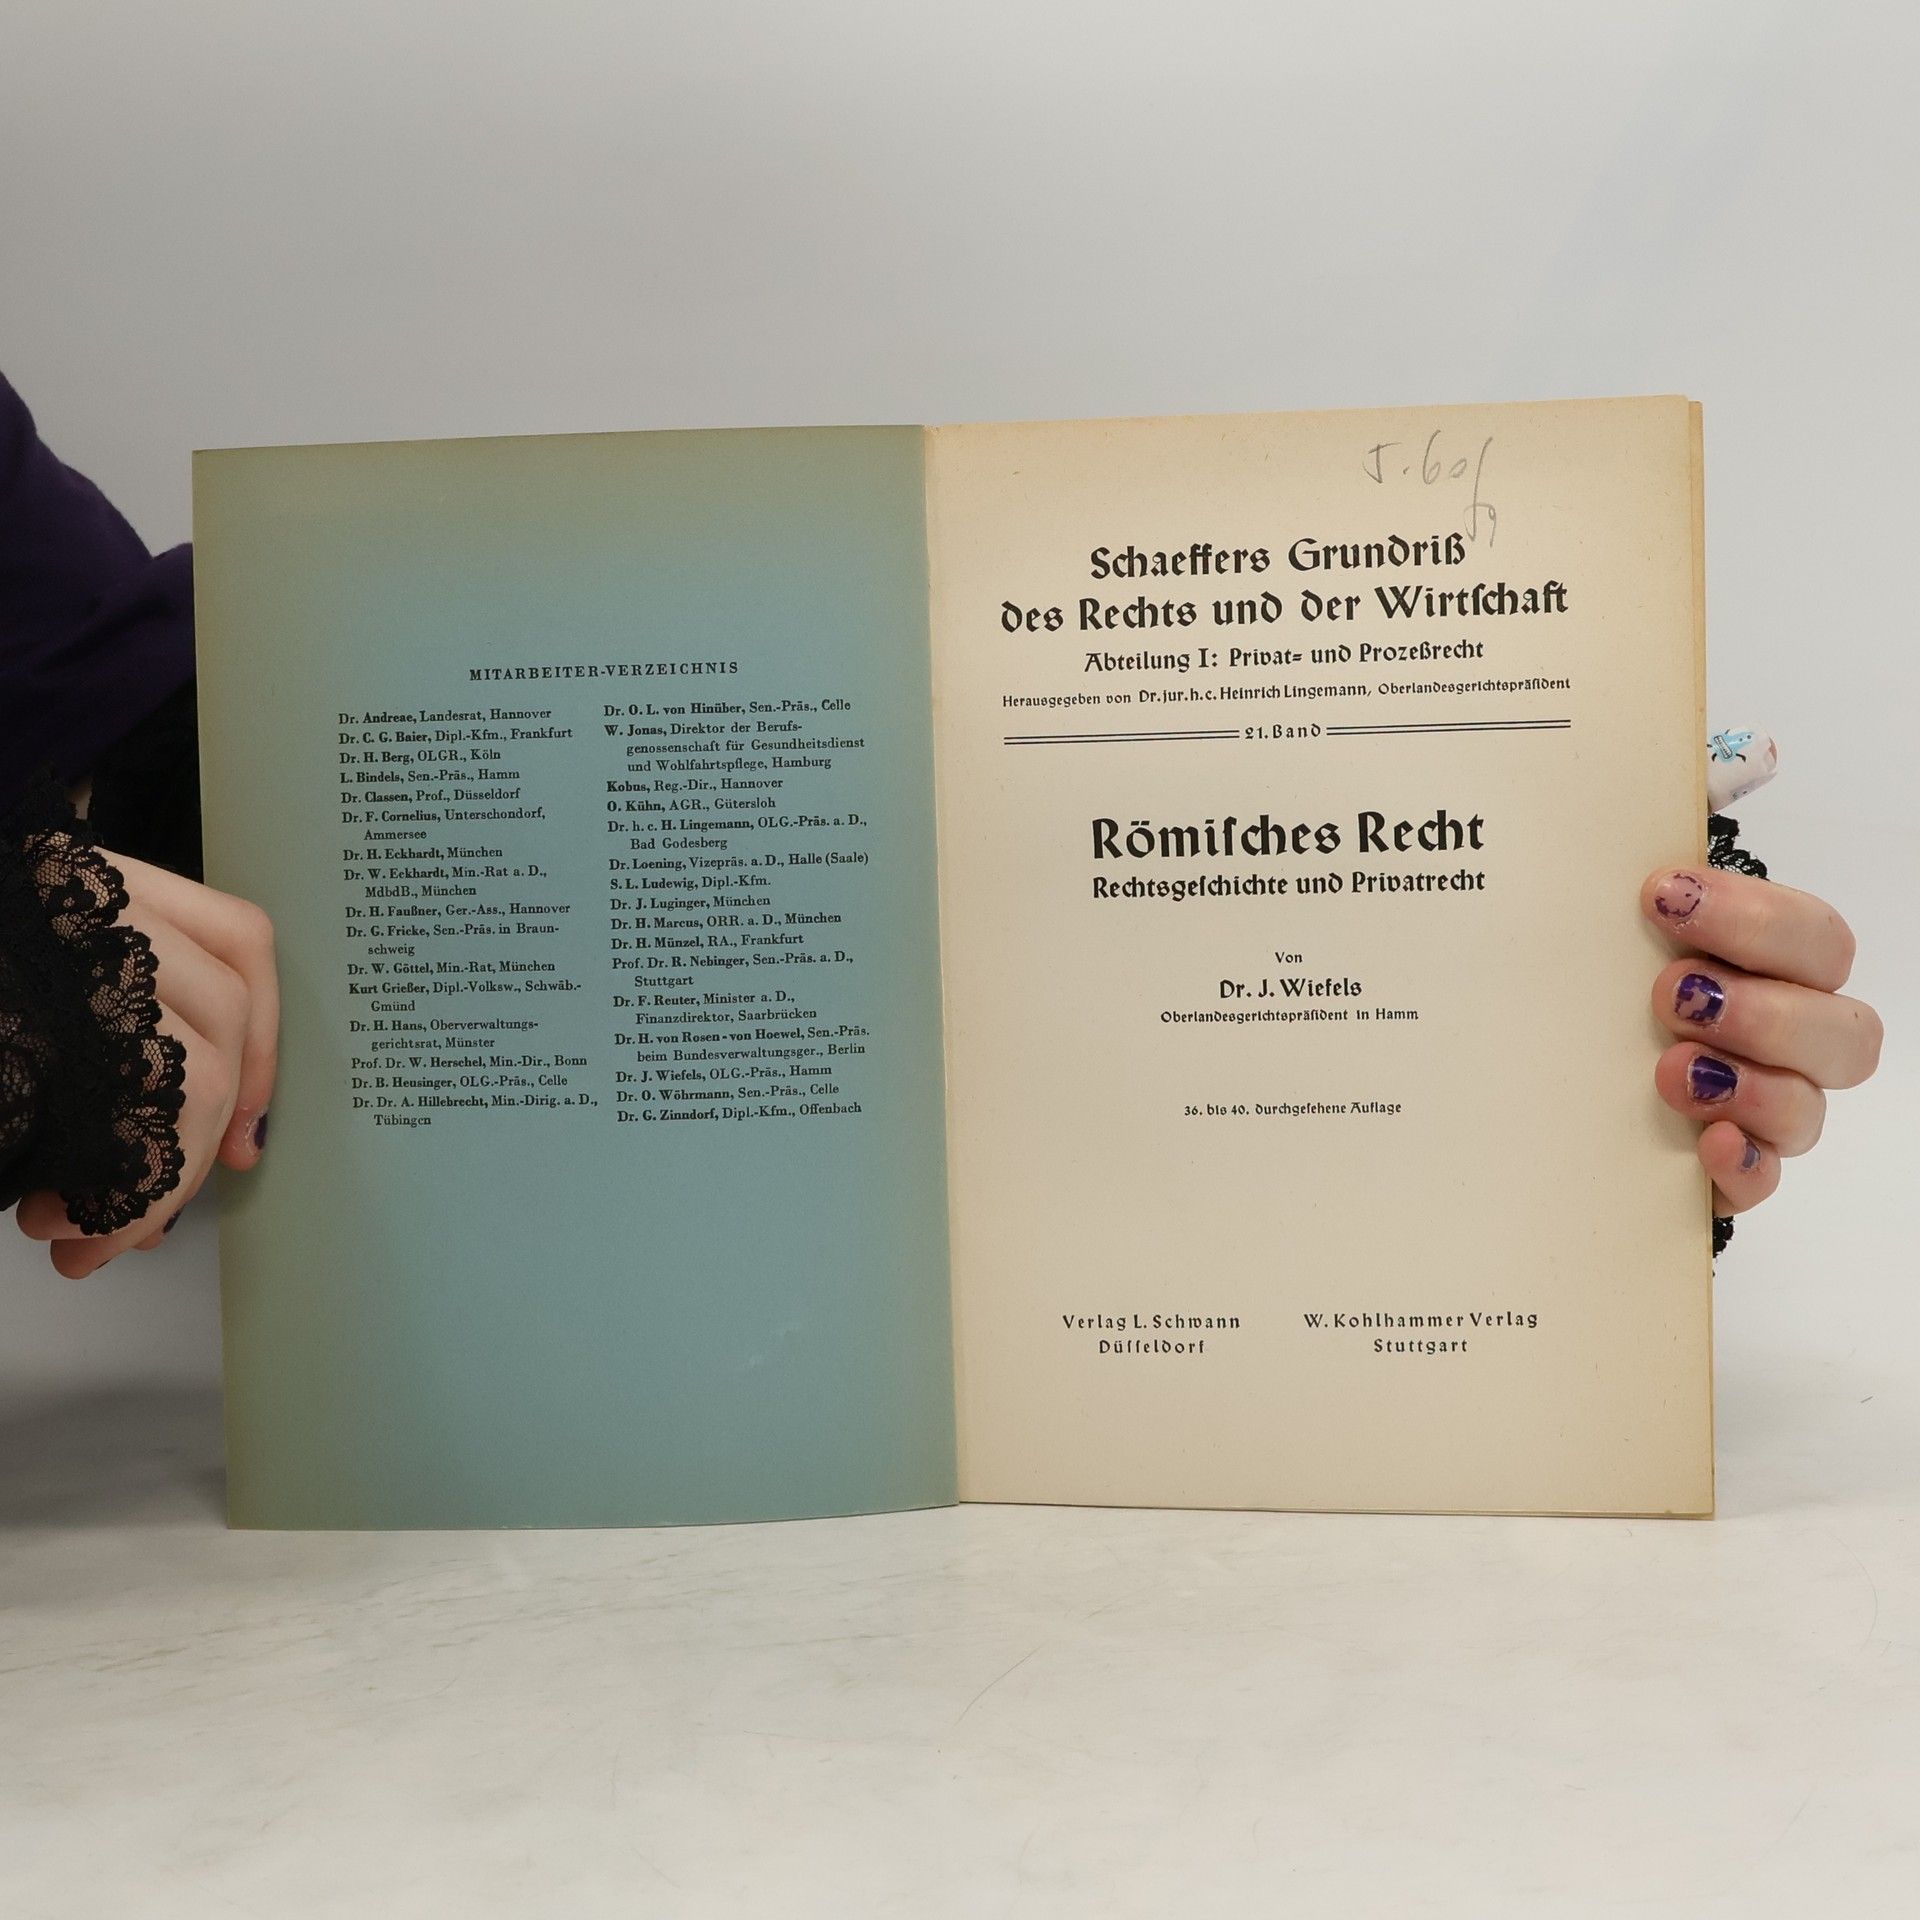 MITARBEITER-VERZEICHNIS
Dr. Andreae, Landesrat, Hannover
Dr. C. G. Baier, Dipl.-Kfm., Frankfurt
Dr. H. Berg, OLGR., Köln
L. Bindels, Sen.-Präs., Hamm
Dr. Classen, Prof., Düsseldorf
Dr. F. Cornelius, Unterschondorf,
Ammersee
Dr. H. Eckhardt, München
Dr. W. Eckhardt, Min.-Rat a. D.,
MdbdB., München
Dr. H. Faußner, Ger.-Ass., Hannover
Dr. G. Fricke, Sen.-Präs. in Braun-
schweig
Dr. W. Göttel, Min.-Rat, München
Kurt Grießer, Dipl.-Volksw., Schwäb.-
Gmünd
Dr. H. Hans, Oberverwaltungs-
gerichtsrat, Münster
Prof. Dr. W. Herschel, Min.-Dir., Bonn
Dr. B. Heusinger, OLG.-Präs., Celle
Dr. Dr. A. Hillebrecht, Min.-Dirig. a. D.,
Tübingen
Dr. O. L. von Hinüber, Sen.-Präs., Celle
W. Jonas, Direktor der Berufs-
genossenschaft für Gesundheitsdienst
und Wohlfahrtspflege, Hamburg
Kobus, Reg.-Dir., Hannover
O. Kühn, AGR., Gütersloh
Dr. h. c. H. Lingemann, OLG.-Präs. a. D.,
Bad Godesberg
Dr. Loening, Vizepräs. a. D., Halle (Saale)
S. L. Ludewig, Dipl.-Kfm.
Dr. J. Luginger, München
Dr. H. Marcus, ORR. a. D., München
Dr. H. Münzel, RA., Frankfurt
Prof. Dr. R. Nebinger, Sen.-Präs. a. D.,
Stuttgart
Dr. F. Reuter, Minister a. D.,
Finanzdirektor, Saarbrücken
Dr. H. von Rosen-von Hoewel, Sen.-Präs.
beim Bundesverwaltungsger., Berlin
Dr. J. Wiefels, OLG.-Präs., Hamm
Dr. O. Wöhrmann, Sen.-Präs., Celle
Dr. G. Zinndorf, Dipl.-Kfm., Offenbach
Schaeffers Grundriß
des Rechts und der Wirtſchaft
Abteilung I: Privat- und Prozeßrecht
Herausgegeben von Dr. jur. h. c. Heinrich Lingemann, Oberlandesgerichtspräſident
21. Band
Römiſches Recht
Rechtsgeſchichte und Privatrecht
Von
Dr. J. Wiefels
Oberlandesgerichtspräſident in Hamm
36. bis 40. durchgeſehene Auflage
Verlag L. Schwann
Düſſeldorf
W. Kohlhammer Verlag
Stuttgart